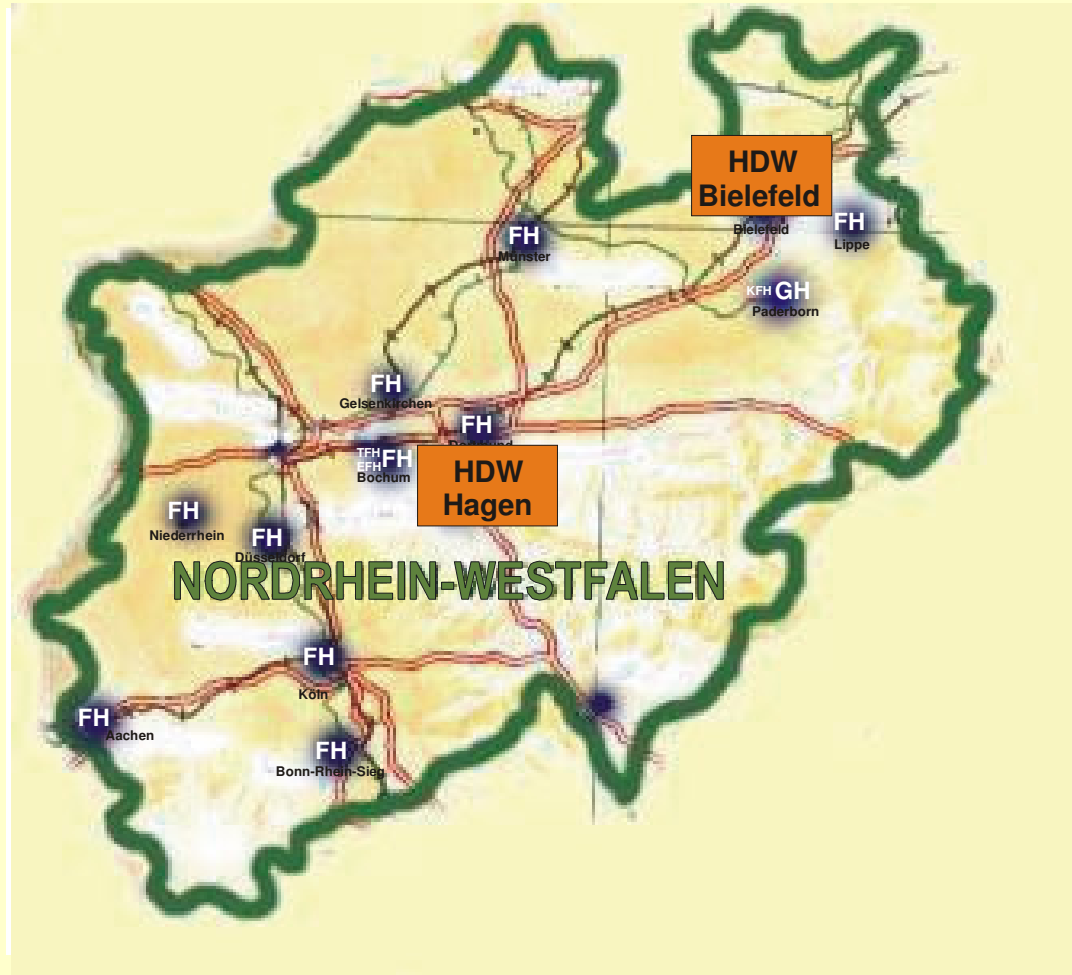 HDW
Bielefeld
Bielefeld
FH
Lippe
FH
Münster
KFH GH
Paderborn
FH
Gelsenkirchen
FH
TFH
EFH FH
Bochum
HDW
Hagen
FH
Niederrhein
FH
Düsseldorf
NORDRHEIN-WESTFALEN
FH
Köln
FH
Aachen
FH
Bonn-Rhein-Sieg